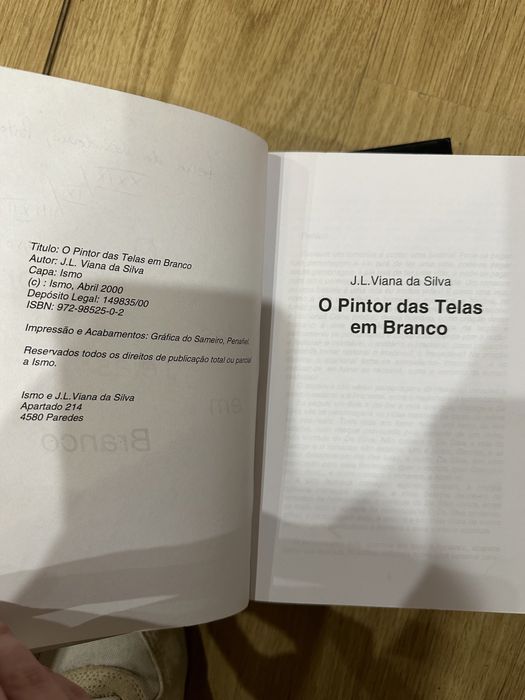 Título: O Pintor das Telas em Branco
Autor: J.L. Viana da Silva
Capa: Ismo
(c) : Ismo, Abril 2000
Depósito Legal: 149835/00
ISBN: 972-98525-0-2
Impressão e Acabamentos: Gráfica do Sameiro, Penafiel.
Reservados todos os direitos de publicação total ou parcial
a Ismo.
Ismo e J.L.Viana da Silva
Apartado 214
4580 Paredes
em
Branco
J.L.Viana da Silva
O Pintor das Telas
em Branco